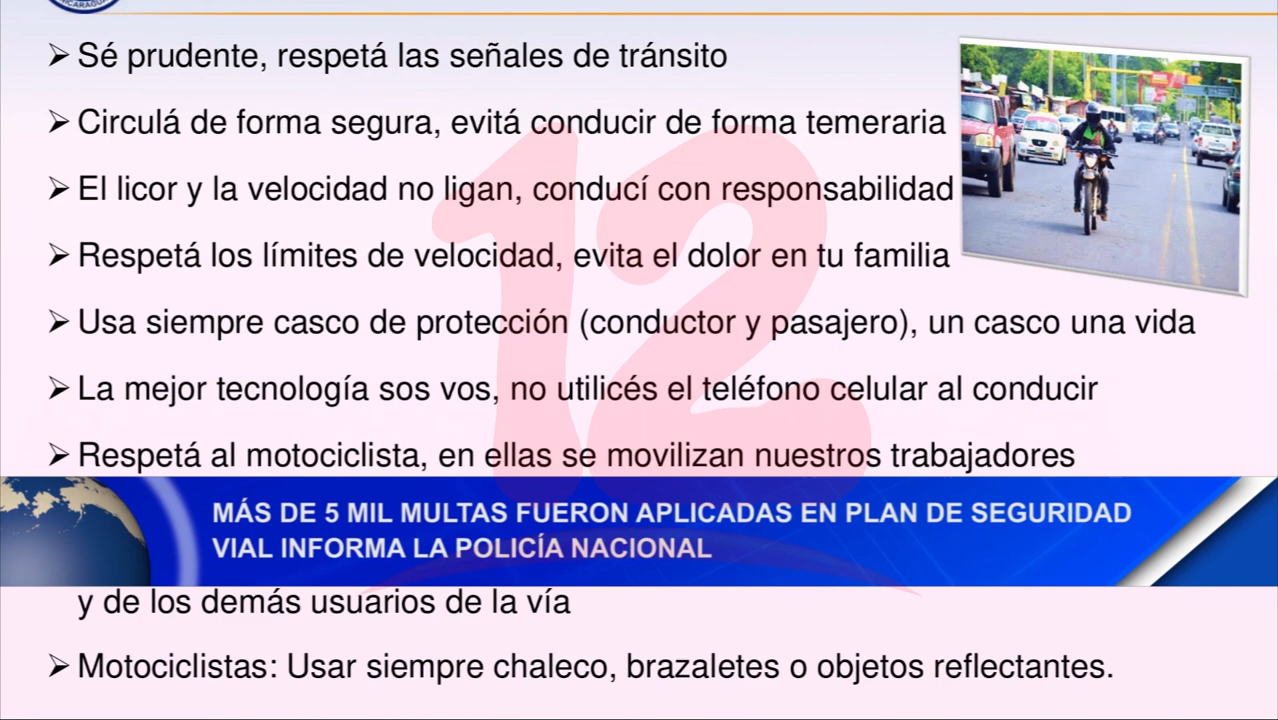 NICARAGUA
➢ Sé prudente, respetá las señales de tránsito
➢ Circulá de forma segura, evitá conducir de forma temeraria
➢ El licor y la velocidad no ligan, conducí con responsabilidad
➢ Respetá los límites de velocidad, evita el dolor en tu familia
➢ Usa siempre casco de protección (conductor y pasajero), un casco una vida
➢ La mejor tecnología sos vos, no utilicés el teléfono celular al conducir
➢ Respetá al motociclista, en ellas se movilizan nuestros trabajadores
12
MÁS DE 5 MIL MULTAS FUERON APLICADAS EN PLAN DE SEGURIDAD
VIAL INFORMA LA POLICÍA NACIONAL
y de los demás usuarios de la vía
➢ Motociclistas: Usar siempre chaleco, brazaletes o objetos reflectantes.